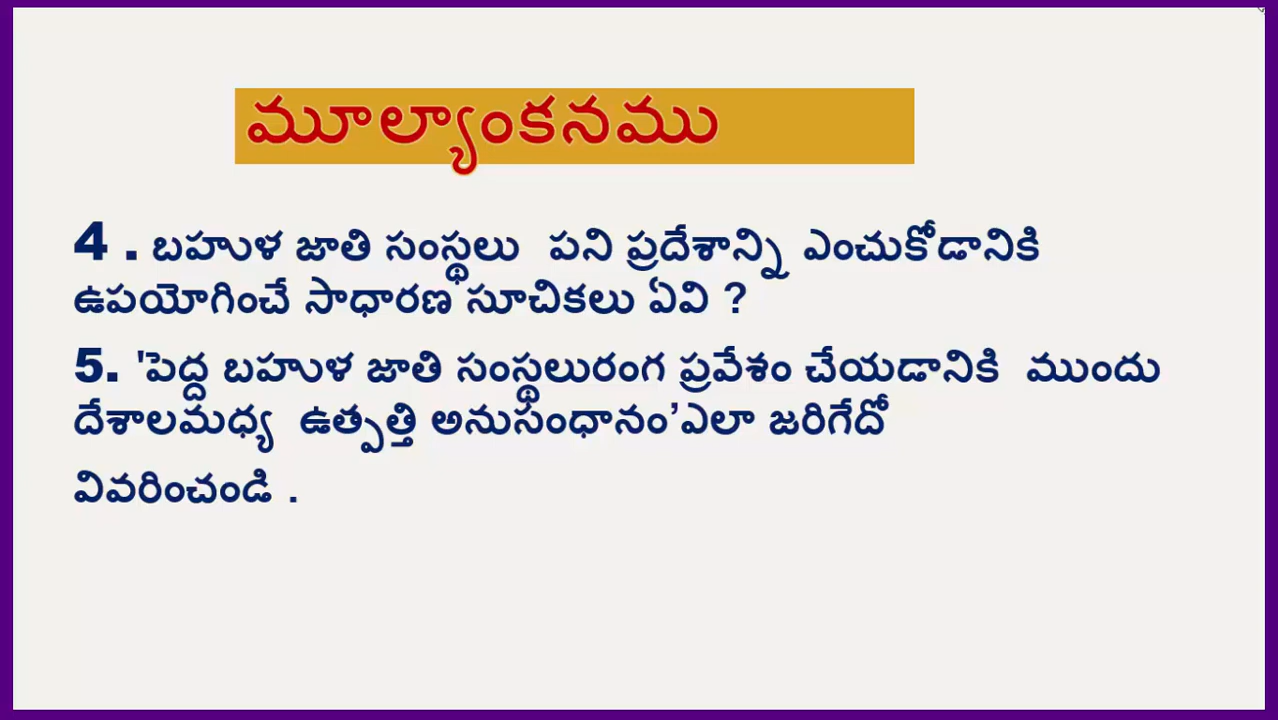 మూల్యాంకనము
4 . బహుళ జాతి సంస్థలు  పని ప్రదేశాన్ని ఎంచుకోడానికి
ఉపయోగించే సాధారణ సూచికలు ఏవి ?
5. 'పెద్ద బహుళ జాతి సంస్థలురంగ ప్రవేశం చేయడానికి  ముందు
దేశాలమధ్య  ఉత్పత్తి అనుసంధానం’ఎలా జరిగేదో
వివరించండి .